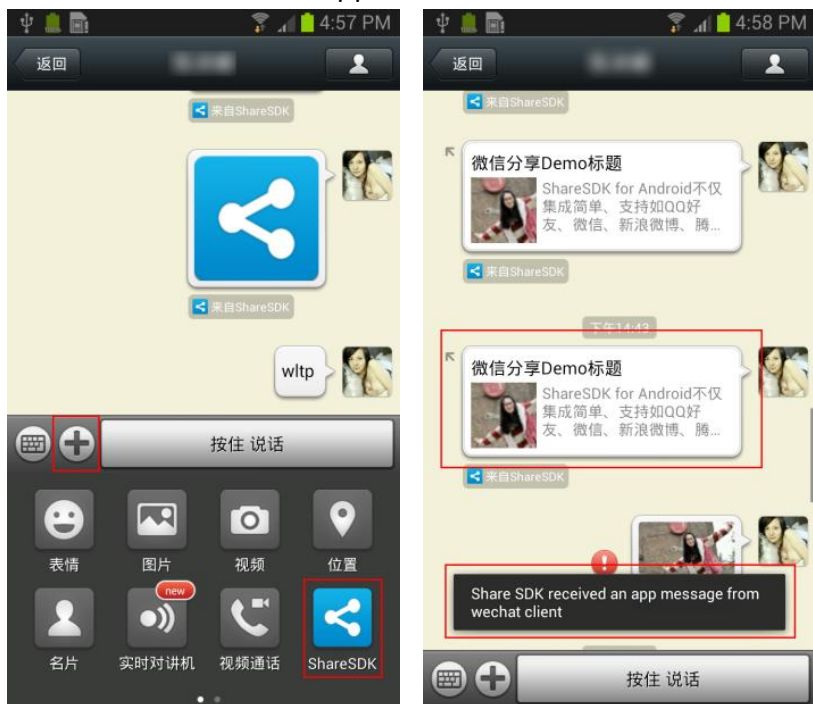 4:57 PM
返回
来自ShareSDK
来自ShareSDK
wltp
按住 说话
表情
图片
视频
位置
new
名片
实时对讲机
视频通话
ShareSDK
4:58 PM
返回
来自ShareSDK
微信分享Demo标题
ShareSDK for Android不仅
集成简单、支持如QQ好
友、微信、新浪微博、腾...
来自ShareSDK
下午14:43
微信分享Demo标题
ShareSDK for Android不仅
集成简单、支持如QQ好
友、微信、新浪微博、腾...
来自ShareSDK
Share SDK received an app message from
wechat client
按住 说话